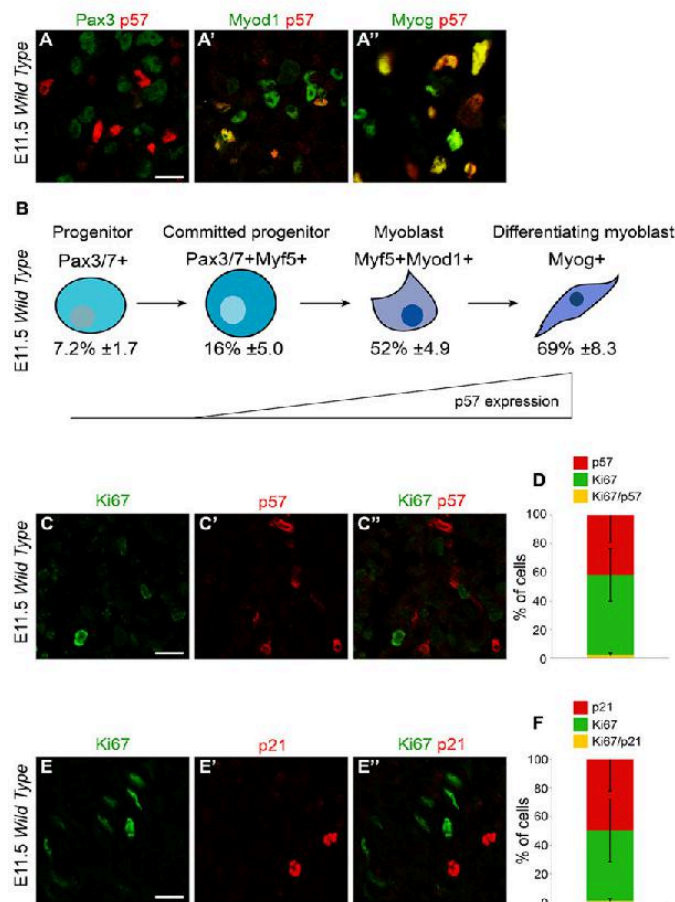 Pax3 p57
Myod1 p57
Myog p57
E11.5 Wild Type
A
A'
A''
B
Progenitor
Committed progenitor
Myoblast
Differentiating myoblast
Pax3/7+
Pax3/7+Myf5+
Myf5+Myod1+
Myog+
E11.5 Wild Type
7.2% ±1.7
16% ±5.0
52% ±4.9
69% ±8.3
p57 expression
Ki67
p57
Ki67 p57
E11.5 Wild Type
C
C'
C''
D
p57
Ki67
Ki67/p57
% of cells
100
80
60
40
20
0
Ki67
p21
Ki67 p21
E11.5 Wild Type
E
E'
E''
F
p21
Ki67
Ki67/p21
% of cells
100
80
60
40
20
0